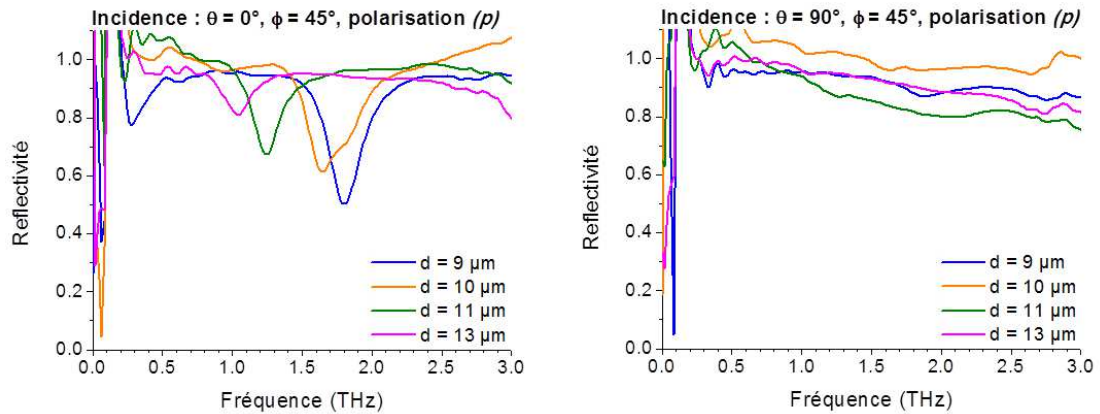 Incidence : θ = 0°, ϕ = 45°, polarisation (p)
Reflectivité
1.0
0.8
0.6
0.4
0.2
0.0
d = 9 µm
d = 10 µm
d = 11 µm
d = 13 µm
0.0 0.5 1.0 1.5 2.0 2.5 3.0
Fréquence (THz)
Incidence : θ = 90°, ϕ = 45°, polarisation (p)
Reflectivité
1.0
0.8
0.6
0.4
0.2
0.0
d = 9 µm
d = 10 µm
d = 11 µm
d = 13 µm
0.0 0.5 1.0 1.5 2.0 2.5 3.0
Fréquence (THz)